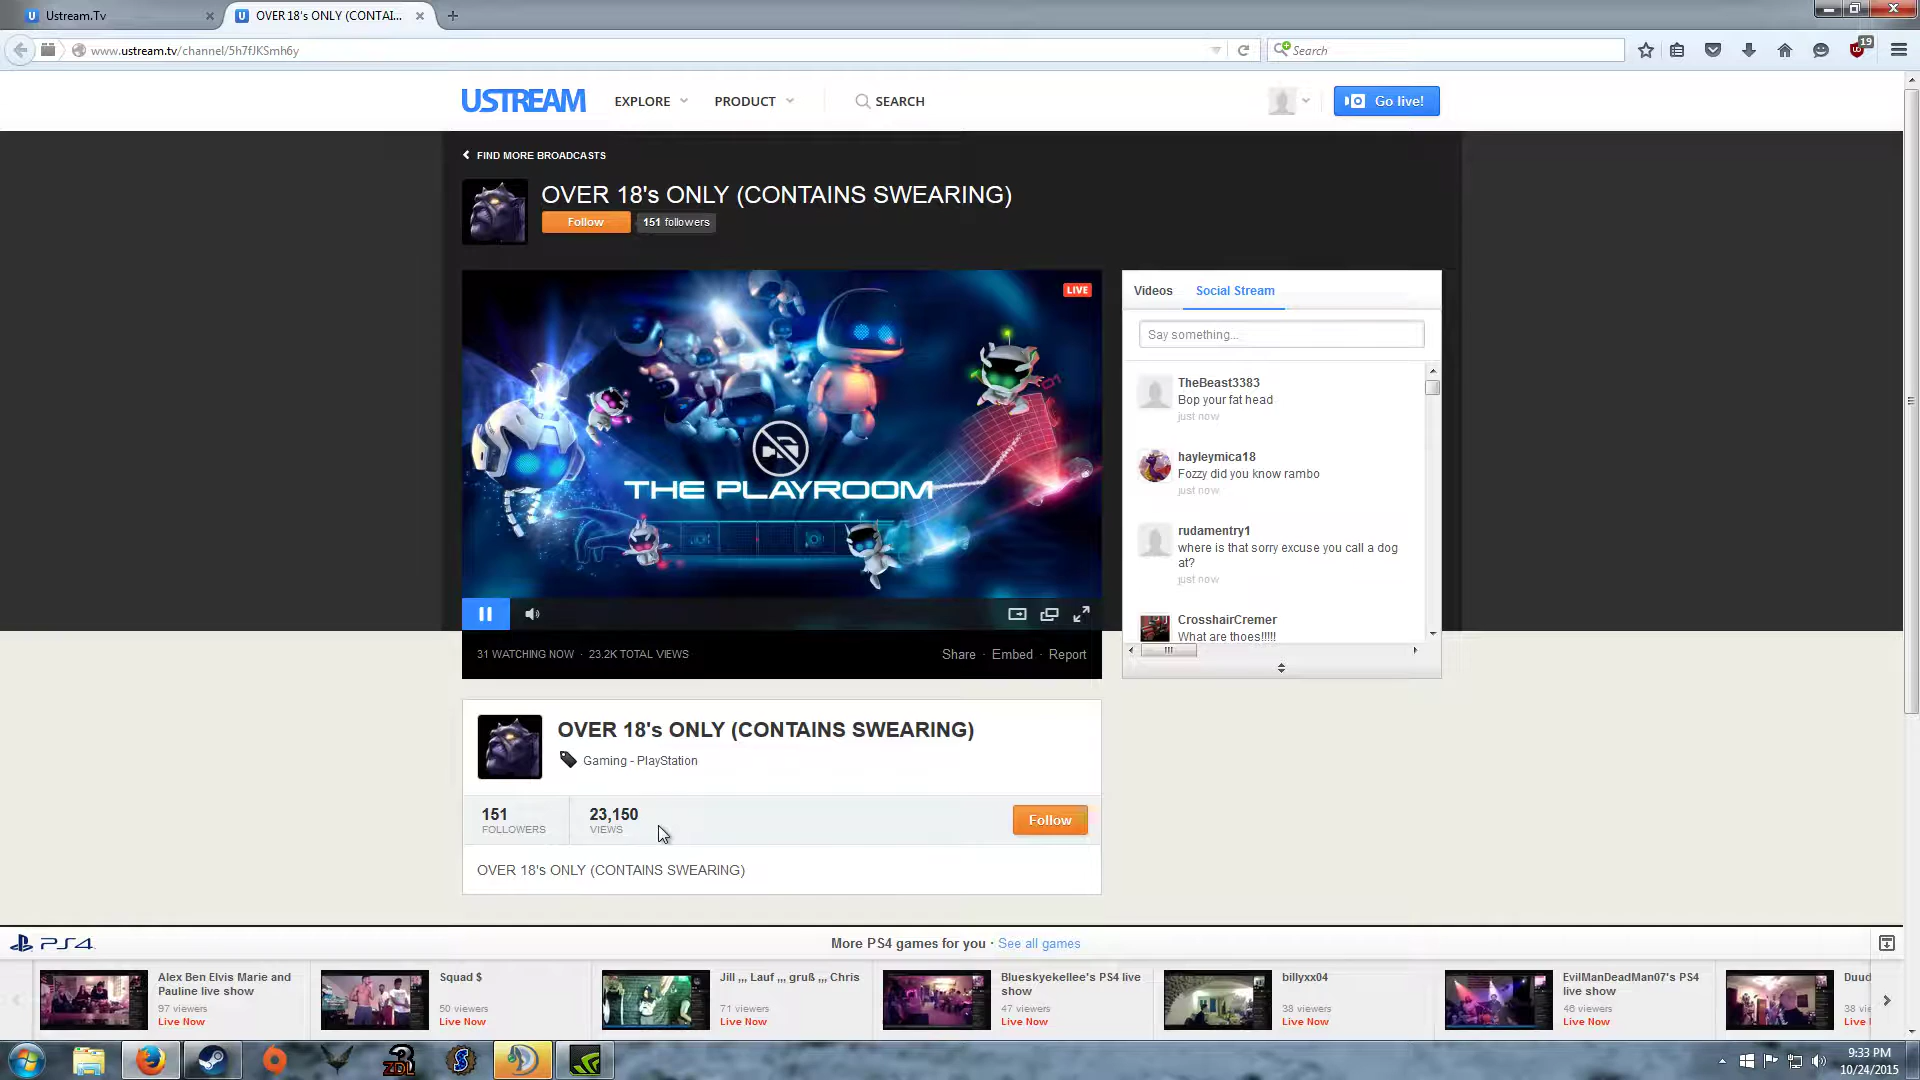 Ustream.Tv
OVER 18's ONLY (CONTAI...
www.ustream.tv/channel/5h7fJKSmh6y
Search
19
USTREAM
EXPLORE
PRODUCT
SEARCH
Go live!
FIND MORE BROADCASTS
OVER 18's ONLY (CONTAINS SWEARING)
Follow
151 followers
LIVE
THE PLAYROOM
31 WATCHING NOW · 23.2K TOTAL VIEWS
Share · Embed · Report
Videos
Social Stream
Say something...
TheBeast3383
Bop your fat head
just now
hayleymica18
Fozzy did you know rambo
just now
rudamentry1
where is that sorry excuse you call a dog
at?
just now
CrosshairCremer
What are thoes!!!!!
OVER 18's ONLY (CONTAINS SWEARING)
Gaming - PlayStation
151
FOLLOWERS
23,150
VIEWS
Follow
OVER 18's ONLY (CONTAINS SWEARING)
PS4
More PS4 games for you · See all games
Alex Ben Elvis Marie and
Pauline live show
97 viewers
Live Now
Squad $
50 viewers
Live Now
Jill ,,, Lauf ,,, gruß ,,, Chris
71 viewers
Live Now
Blueskyekellee's PS4 live
show
47 viewers
Live Now
billyxx04
38 viewers
Live Now
EvilManDeadMan07's PS4
live show
48 viewers
Live Now
Duud
38 vie
Live
ZDL
9:33 PM
10/24/2015